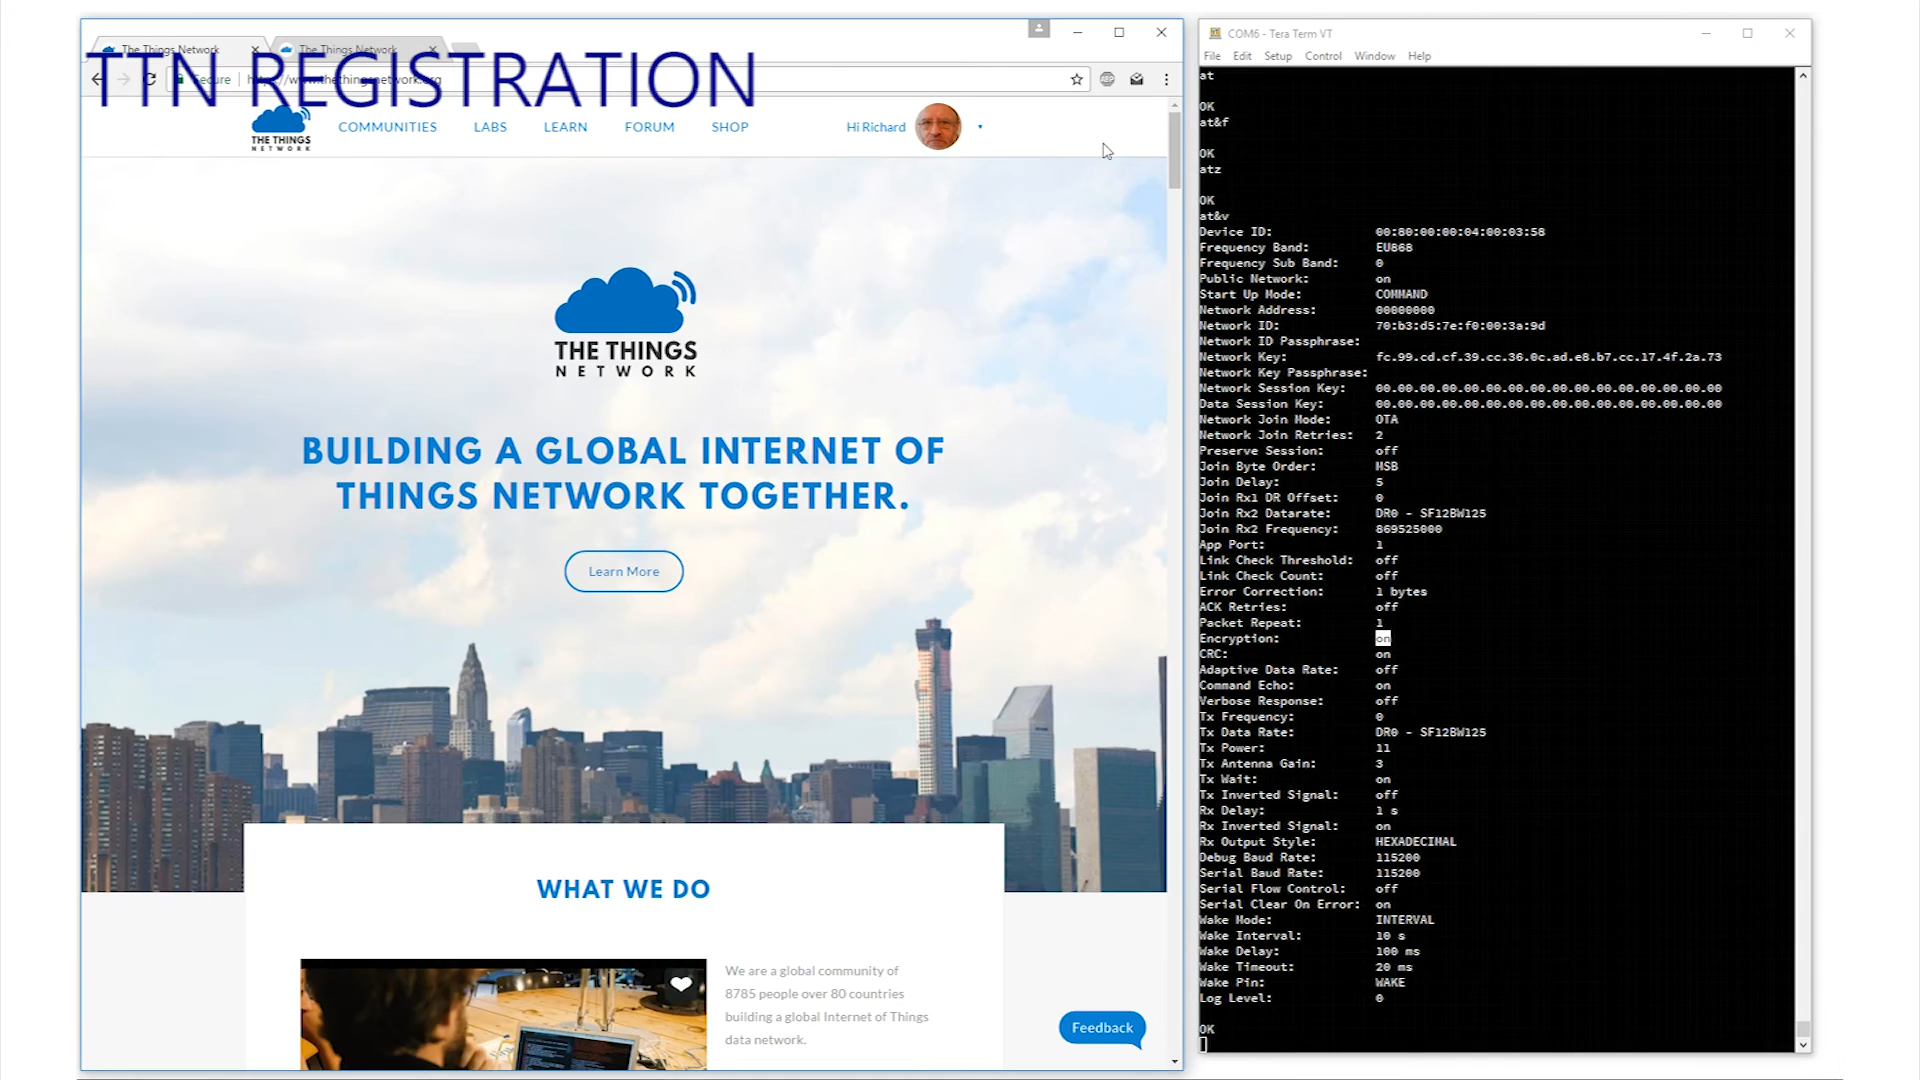 TTN REGISTRATION
The Things Network
The Things Network
Secure
https://www.thethingsnetwork.org
THE THINGS
NETWORK
COMMUNITIES
LABS
LEARN
FORUM
SHOP
Hi Richard
THE THINGS
NETWORK
BUILDING A GLOBAL INTERNET OF
THINGS NETWORK TOGETHER.
Learn More
WHAT WE DO
We are a global community of
8785 people over 80 countries
building a global Internet of Things
data network.
Feedback
COM6 - Tera Term VT
File Edit Setup Control Window Help
at
OK
at&f
OK
atz
OK
at&v
Device ID: 00:80:00:00:04:00:03:58
Frequency Band: EU868
Frequency Sub Band: 0
Public Network: on
Start Up Mode: COMMAND
Network Address: 00000000
Network ID: 70:b3:d5:7e:f0:00:3a:9d
Network ID Passphrase:
Network Key: fc.99.cd.cf.39.cc.36.0c.ad.e8.b7.cc.17.4f.2a.73
Network Key Passphrase:
Network Session Key: 00.00.00.00.00.00.00.00.00.00.00.00.00.00.00.00
Data Session Key: 00.00.00.00.00.00.00.00.00.00.00.00.00.00.00.00
Network Join Mode: OTA
Network Join Retries: 2
Preserve Session: off
Join Byte Order: MSB
Join Delay: 5
Join Rx1 DR Offset: 0
Join Rx2 Datarate: DR0 - SF12BW125
Join Rx2 Frequency: 869525000
App Port: 1
Link Check Threshold: off
Link Check Count: off
Error Correction: 1 bytes
ACK Retries: off
Packet Repeat: 1
Encryption: on
CRC: on
Adaptive Data Rate: off
Command Echo: on
Verbose Response: off
Tx Frequency: 0
Tx Data Rate: DR0 - SF12BW125
Tx Power: 11
Tx Antenna Gain: 3
Tx Wait: on
Tx Inverted Signal: off
Rx Delay: 1 s
Rx Inverted Signal: on
Rx Output Style: HEXADECIMAL
Debug Baud Rate: 115200
Serial Baud Rate: 115200
Serial Flow Control: off
Serial Clear On Error: on
Wake Mode: INTERVAL
Wake Interval: 10 s
Wake Delay: 100 ms
Wake Timeout: 20 ms
Wake Pin: WAKE
Log Level: 0
OK